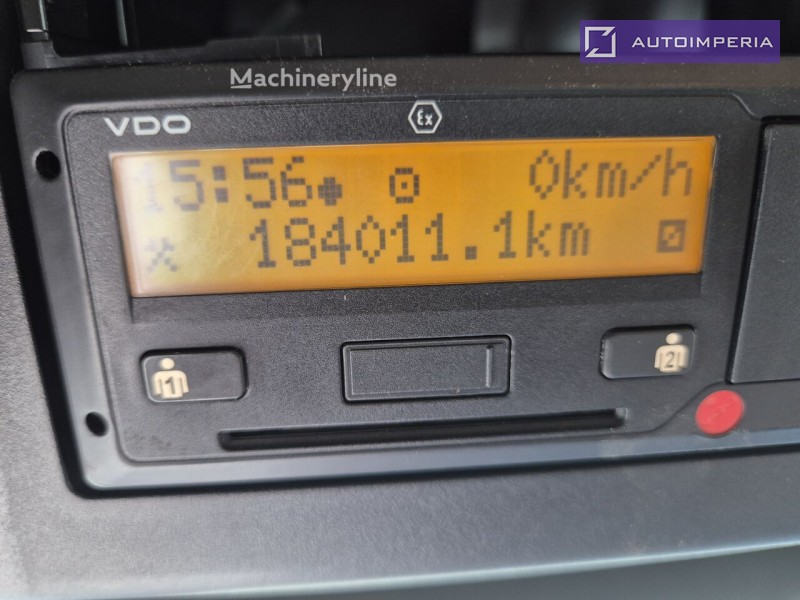 AUTOIMPERIA
Machineryline
VDO
Ex
15:56 0km/h
184011.1km
1
2